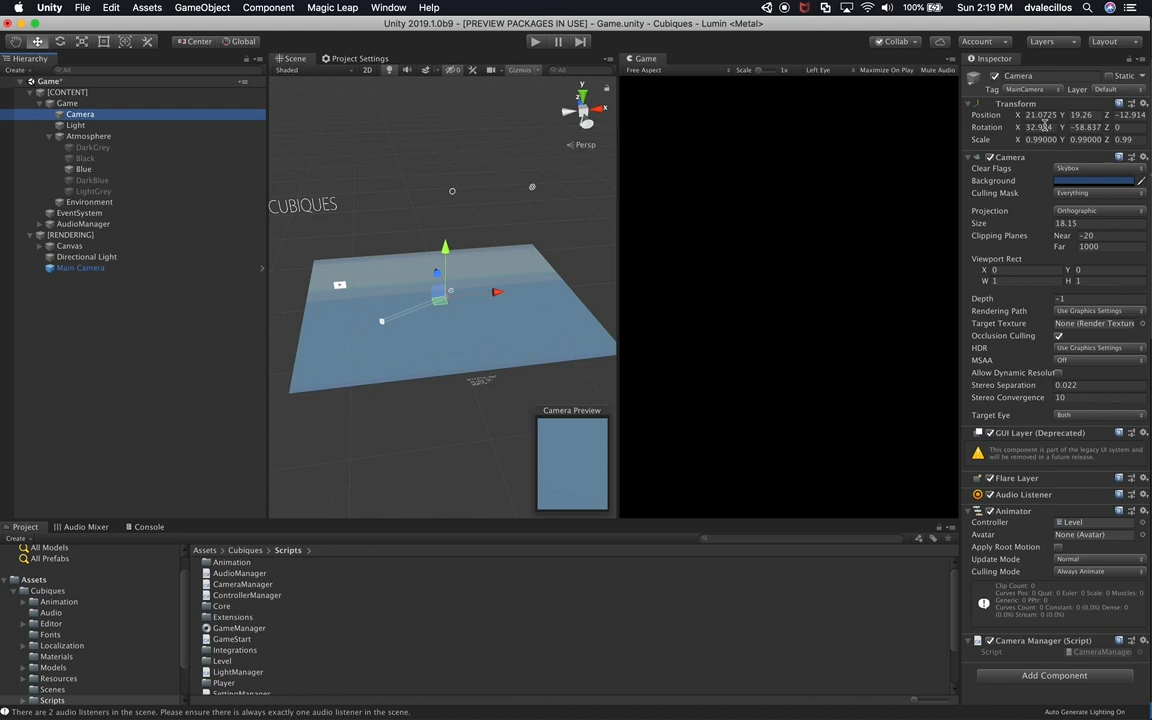 Unity File Edit Assets GameObject Component Magic Leap Window Help 100% Sun 2:19 PM dvalecillos
Unity 2019.1.0b9 - [PREVIEW PACKAGES IN USE] - Game.unity - Cubiques - Lumin <Metal>
Center Global Collab Account Layers Layout
Hierarchy
Create All
Game*
[CONTENT]
Game
Camera
Light
Atmosphere
DarkGrey
Black
Blue
DarkBlue
LightGrey
Environment
EventSystem
AudioManager
[RENDERING]
Canvas
Directional Light
Main Camera
Scene Project Settings
Shaded 2D 0 Gizmos All
y
z x
Persp
CUBIQUES
Camera Preview
Game
Free Aspect Scale 1x Left Eye Maximize On Play Mute Audio
Inspector
Camera Static
Tag MainCamera Layer Default
Transform
Position X 21.0725 Y 19.26 Z -12.914
Rotation X Y -58.837 Z 0
Scale X 0.99000 Y 0.99000 Z 0.99
Camera
Clear Flags Skybox
Background
Culling Mask Everything
Projection Orthographic
Size 18.15
Clipping Planes Near -20
Far 1000
Viewport Rect
X 0 Y 0
W 1 H 1
Depth -1
Rendering Path Use Graphics Settings
Target Texture None (Render Texture
Occlusion Culling
HDR Use Graphics Settings
MSAA Off
Allow Dynamic Resolut
Stereo Separation 0.022
Stereo Convergence 10
Target Eye Both
GUI Layer (Deprecated)
This component is part of the legacy UI system and
will be removed in a future release.
Flare Layer
Audio Listener
Animator
Controller Level
Avatar None (Avatar)
Apply Root Motion
Update Mode Normal
Culling Mode Always Animate
Clip Count: 0
Curves Pos: 0 Quat: 0 Euler: 0 Scale: 0 Muscles: 0
Generic: 0 PPtr: 0
Curves Count: 0 Constant: 0 (0.0%) Dense: 0
(0.0%) Stream: 0 (0.0%)
Camera Manager (Script)
Script CameraManager
Add Component
Project Audio Mixer Console
Create
All Models
All Prefabs
Assets
Cubiques
Animation
Audio
Editor
Fonts
Localization
Materials
Models
Resources
Scenes
Scripts
Assets Cubiques Scripts
Animation
AudioManager
CameraManager
ControllerManager
Core
Extensions
GameManager
GameStart
Integrations
Level
LightManager
Player
SettingManager
There are 2 audio listeners in the scene. Please ensure there is always exactly one audio listener in the scene.
Auto Generate Lighting On